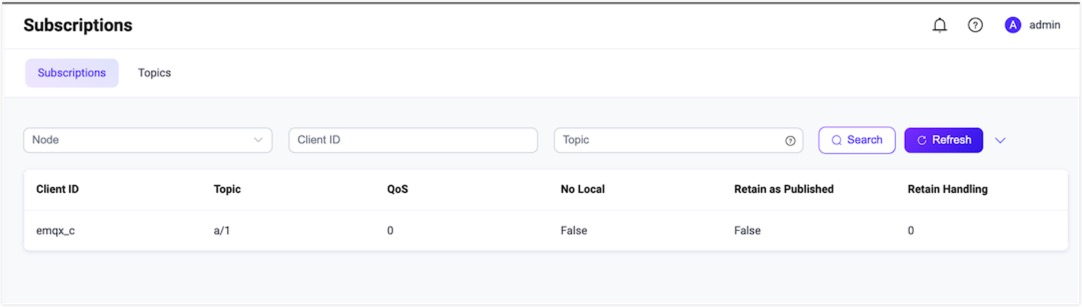 Subscriptions
A admin
Subscriptions Topics
Node Client ID Topic Search Refresh
Client ID Topic QoS No Local Retain as Published Retain Handling
emqx_c a/1 0 False False 0